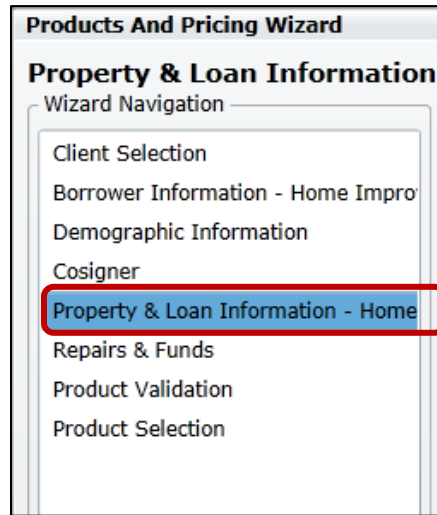 Products And Pricing Wizard
Property & Loan Information
Wizard Navigation
Client Selection
Borrower Information - Home Impro
Demographic Information
Cosigner
Property & Loan Information - Home
Repairs & Funds
Product Validation
Product Selection